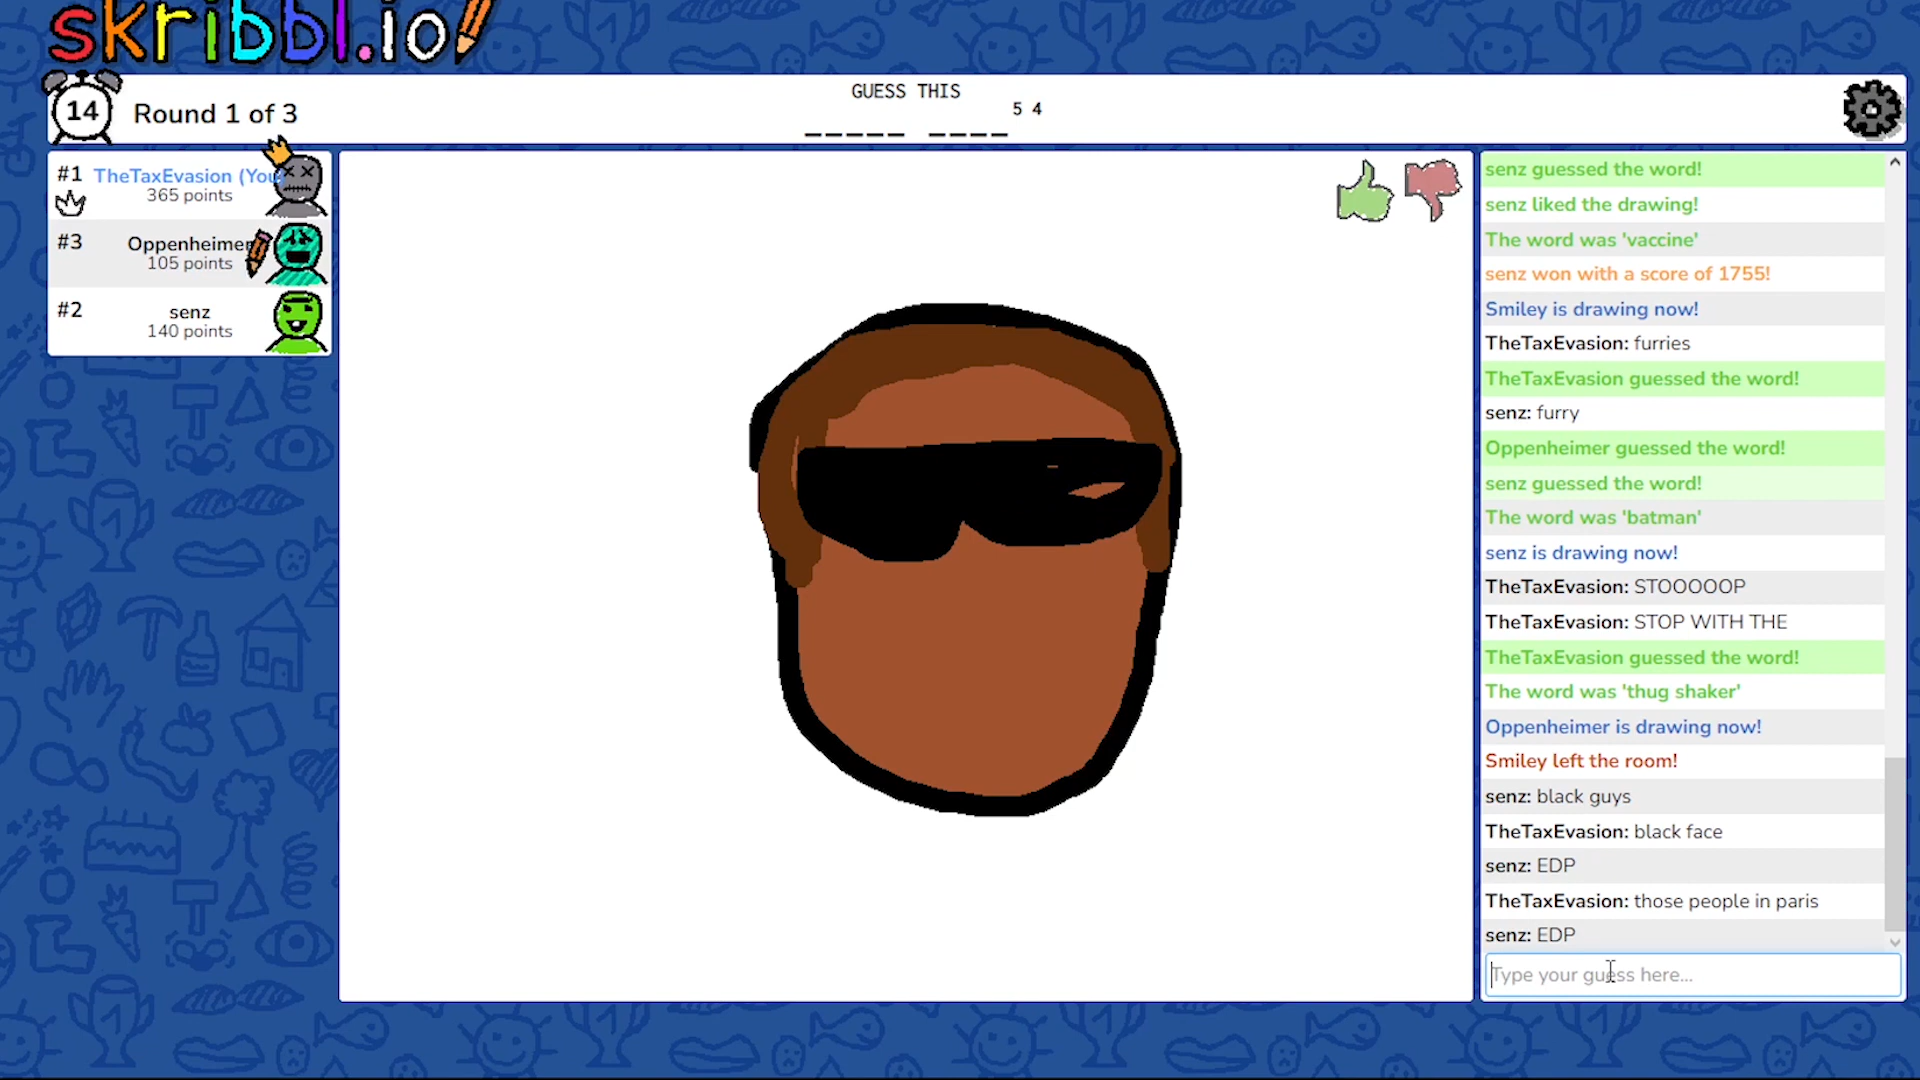 skribbl.io
14
Round 1 of 3
GUESS THIS
_____ ____ 5 4
#1
TheTaxEvasion (You
365 points
#3
Oppenheimer
105 points
#2
senz
140 points
senz guessed the word!
senz liked the drawing!
The word was 'vaccine'
senz won with a score of 1755!
Smiley is drawing now!
TheTaxEvasion: furries
TheTaxEvasion guessed the word!
senz: furry
Oppenheimer guessed the word!
senz guessed the word!
The word was 'batman'
senz is drawing now!
TheTaxEvasion: STOOOOOP
TheTaxEvasion: STOP WITH THE
TheTaxEvasion guessed the word!
The word was 'thug shaker'
Oppenheimer is drawing now!
Smiley left the room!
senz: black guys
TheTaxEvasion: black face
senz: EDP
TheTaxEvasion: those people in paris
senz: EDP
Type your guess here...